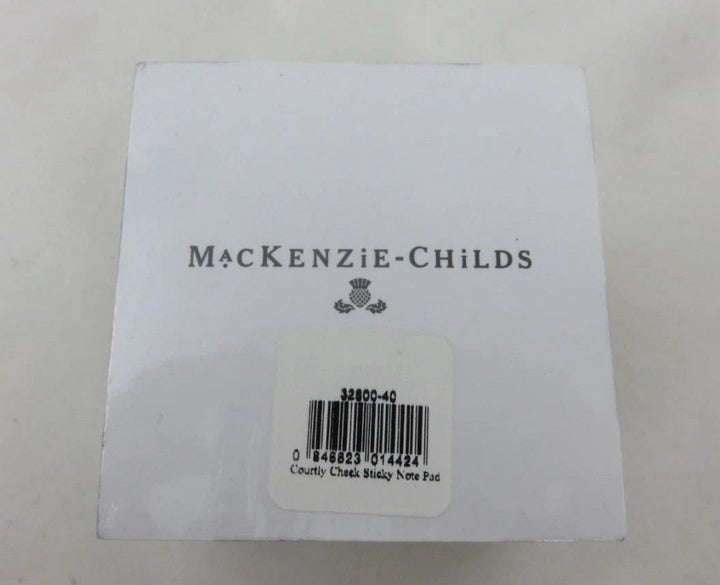 MACKENZiE-CHiLDS
32800-40
0 846823 014424
Courtly Check Sticky Note Pad